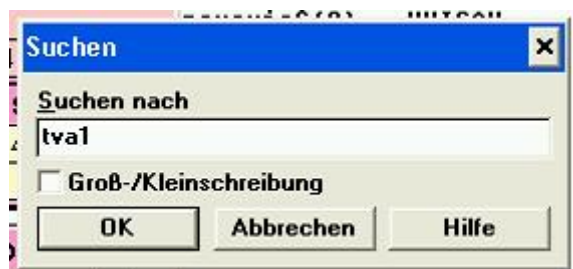 Suchen
Suchen nach
tva1
Groß-/Kleinschreibung
OK Abbrechen Hilfe